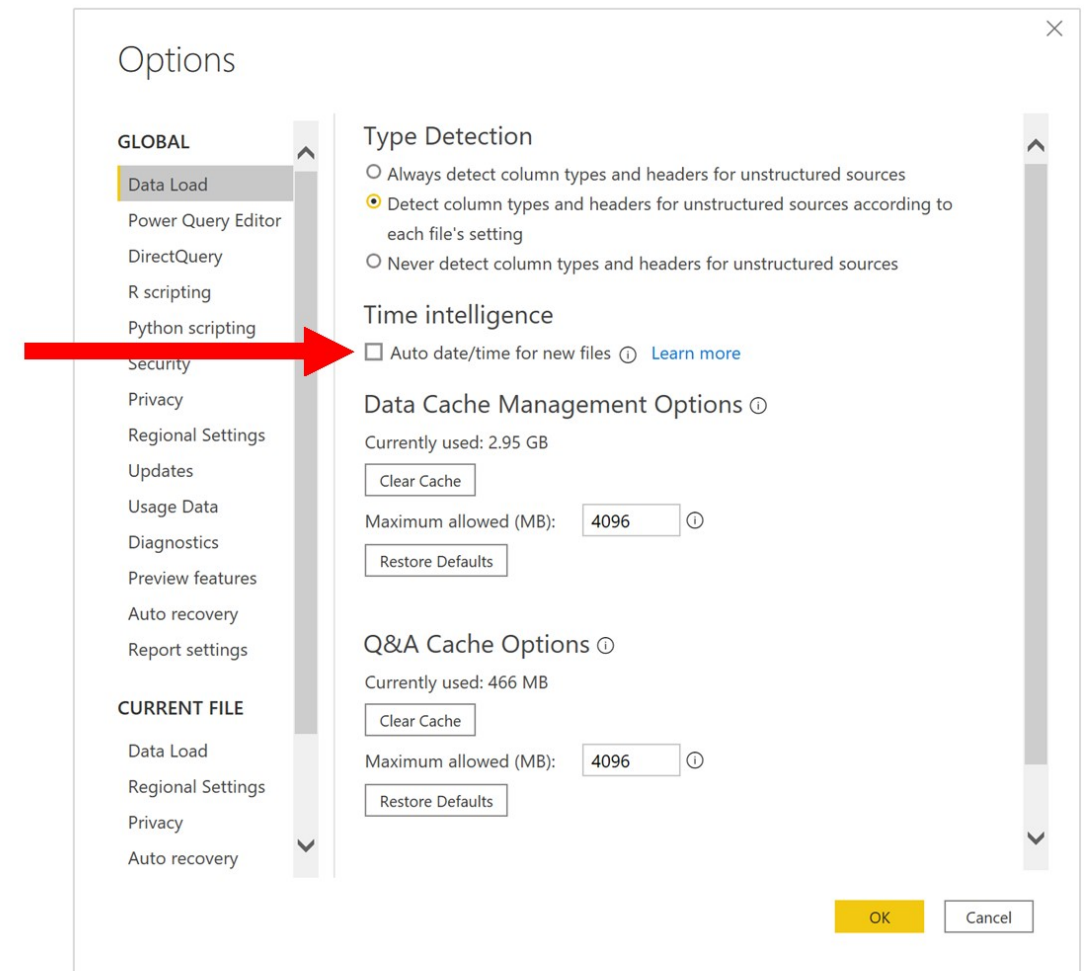 Options
GLOBAL
Data Load
Power Query Editor
DirectQuery
R scripting
Python scripting
Security
Privacy
Regional Settings
Updates
Usage Data
Diagnostics
Preview features
Auto recovery
Report settings
CURRENT FILE
Data Load
Regional Settings
Privacy
Auto recovery
Type Detection
Always detect column types and headers for unstructured sources
Detect column types and headers for unstructured sources according to
each file's setting
Never detect column types and headers for unstructured sources
Time intelligence
Auto date/time for new files Learn more
Data Cache Management Options
Currently used: 2.95 GB
Clear Cache
Maximum allowed (MB): 4096
Restore Defaults
Q&A Cache Options
Currently used: 466 MB
Clear Cache
Maximum allowed (MB): 4096
Restore Defaults
OK Cancel